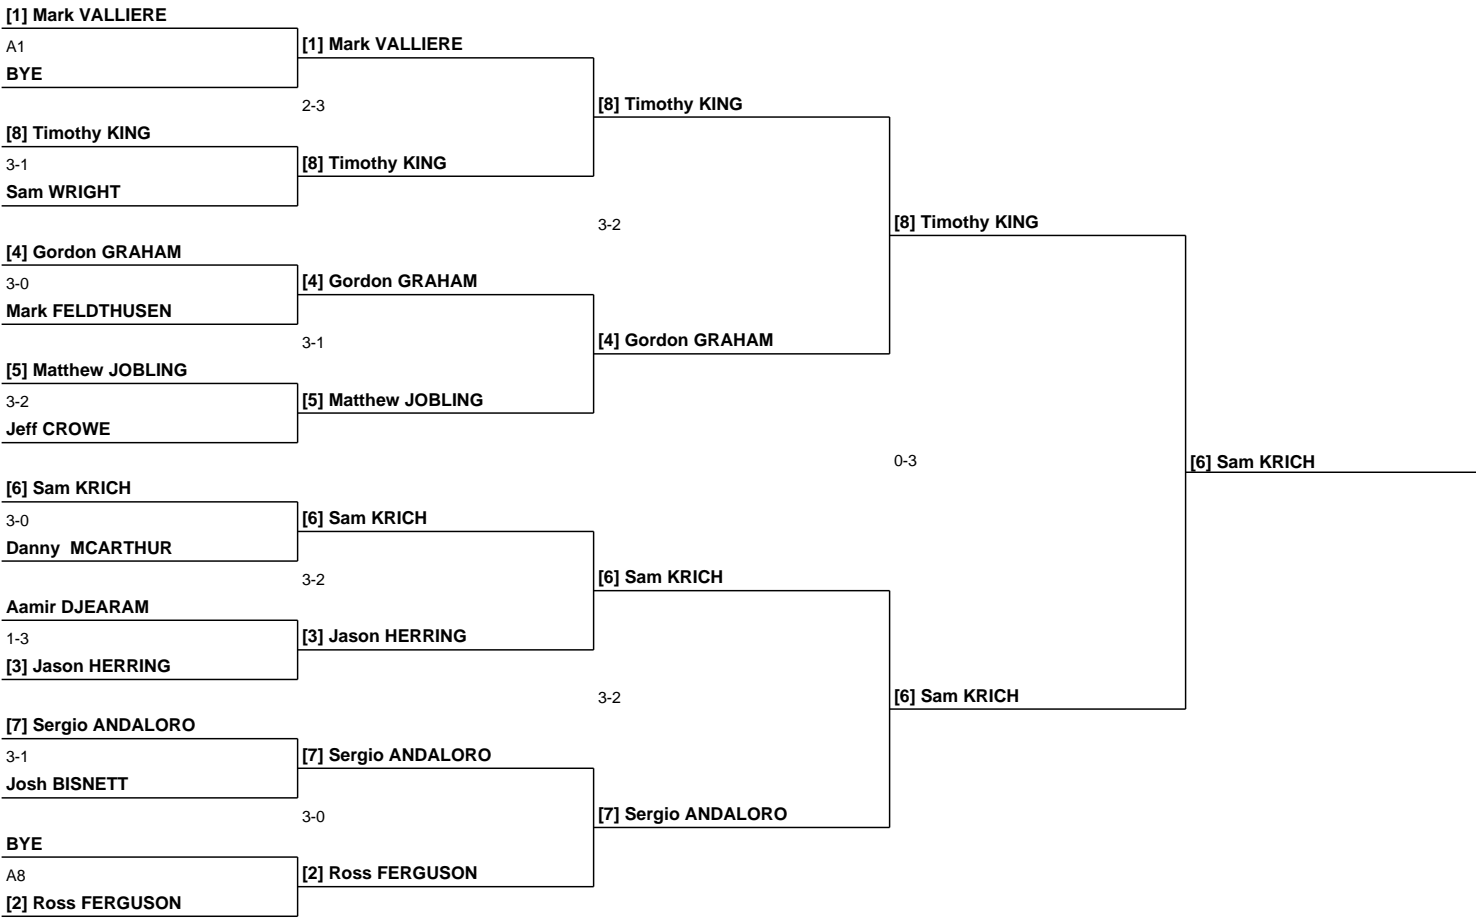 [1] Mark VALLIERE
A1
BYE
[8] Timothy KING
3-1
Sam WRIGHT
[4] Gordon GRAHAM
3-0
Mark FELDTHUSEN
[5] Matthew JOBLING
3-2
Jeff CROWE
[6] Sam KRICH
3-0
Danny  MCARTHUR
Aamir DJEARAM
1-3
[3] Jason HERRING
[7] Sergio ANDALORO
3-1
Josh BISNETT
BYE
A8
[2] Ross FERGUSON
[1] Mark VALLIERE
2-3
[8] Timothy KING
[4] Gordon GRAHAM
3-1
[5] Matthew JOBLING
[6] Sam KRICH
3-2
[3] Jason HERRING
[7] Sergio ANDALORO
3-0
[2] Ross FERGUSON
[8] Timothy KING
3-2
[4] Gordon GRAHAM
[6] Sam KRICH
3-2
[7] Sergio ANDALORO
[8] Timothy KING
0-3
[6] Sam KRICH
[6] Sam KRICH